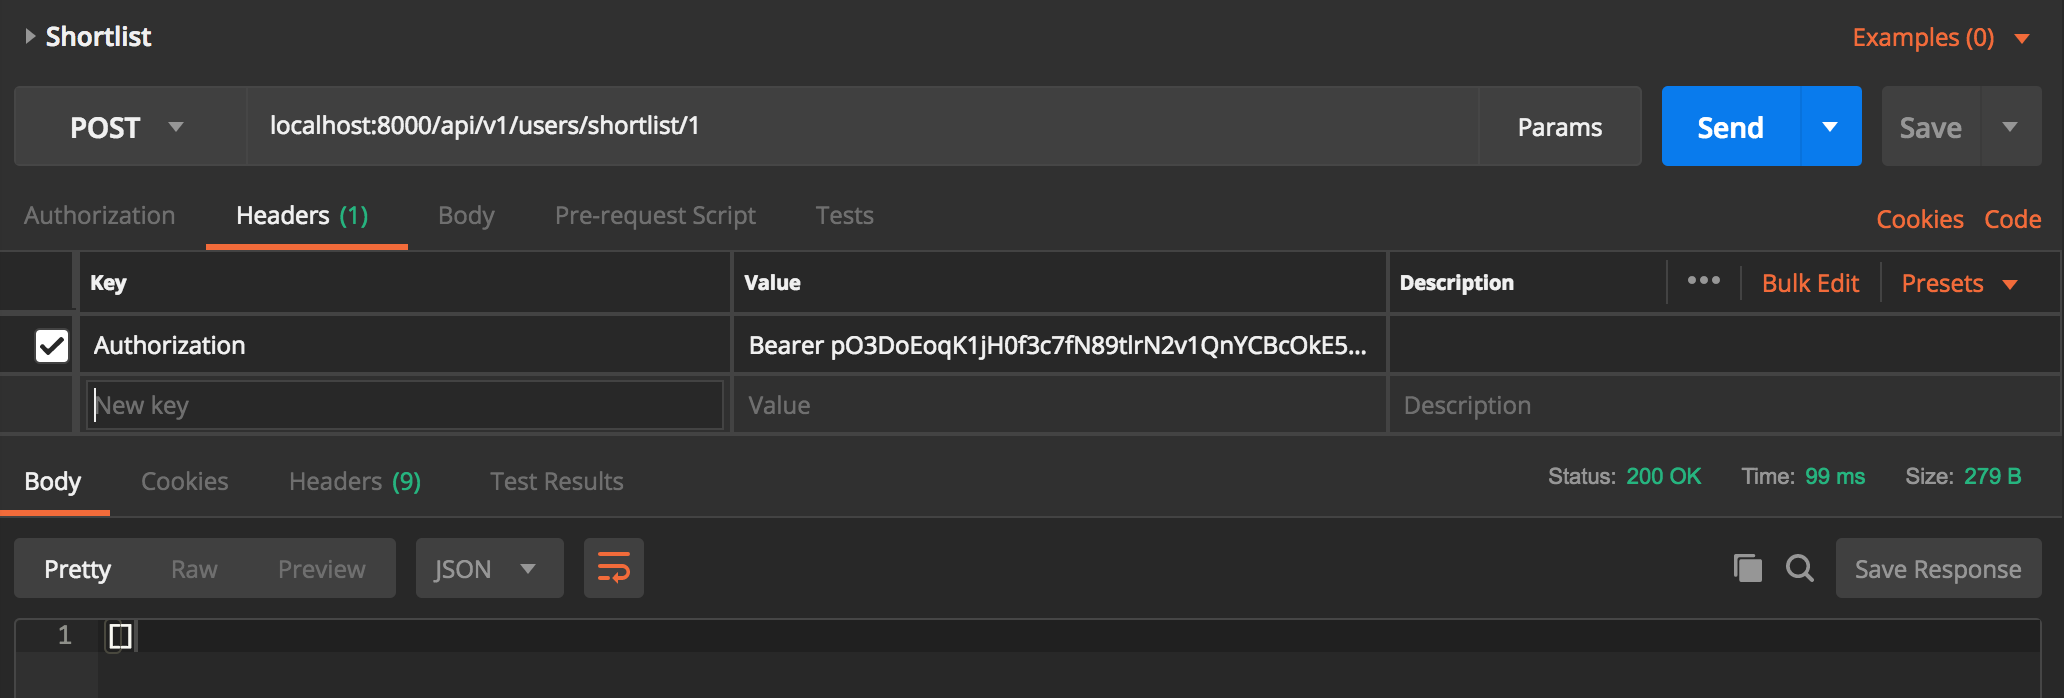 Shortlist Examples (0)
POST localhost:8000/api/v1/users/shortlist/1 Params Send Save
Authorization Headers (1) Body Pre-request Script Tests Cookies Code
Key Value Description ••• Bulk Edit Presets
Authorization Bearer pO3DoEoqK1jH0f3c7fN89tlrN2v1QnYCBcOkE5...
New key Value Description
Body Cookies Headers (9) Test Results Status: 200 OK Time: 99 ms Size: 279 B
Pretty Raw Preview JSON Save Response
1 []